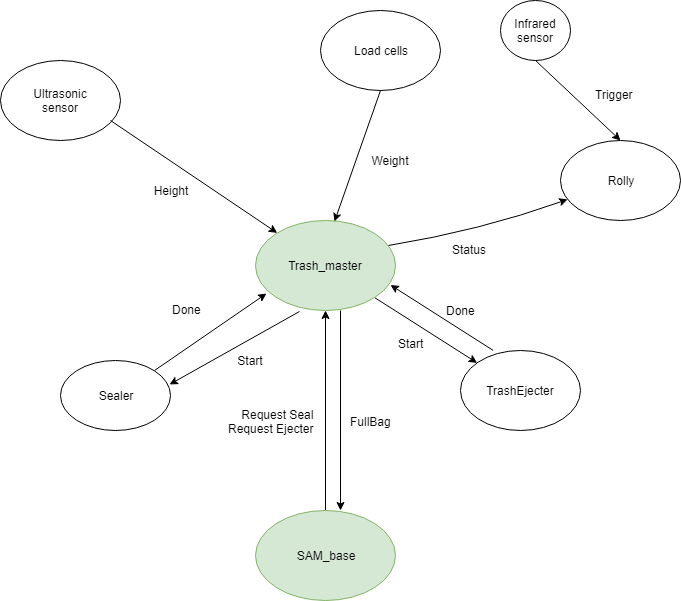 Infrared
sensor
Load cells
Ultrasonic
sensor
Trigger
Weight
Rolly
Height
Status
Trash_master
Done
Done
Start
Start
Sealer
TrashEjecter
Request Seal
Request Ejecter
FullBag
SAM_base